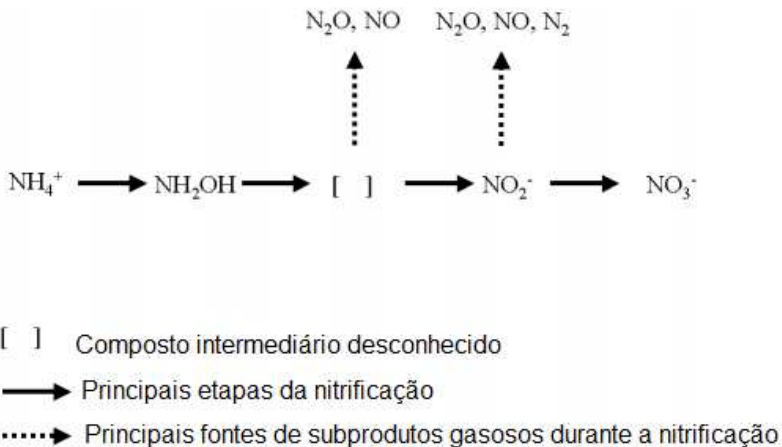 N₂O, NO N₂O, NO, N₂
NH₄⁺ NH₂OH [ ] NO₂⁻ NO₃⁻
[ ] Composto intermediário desconhecido
Principais etapas da nitrificação
Principais fontes de subprodutos gasosos durante a nitrificação